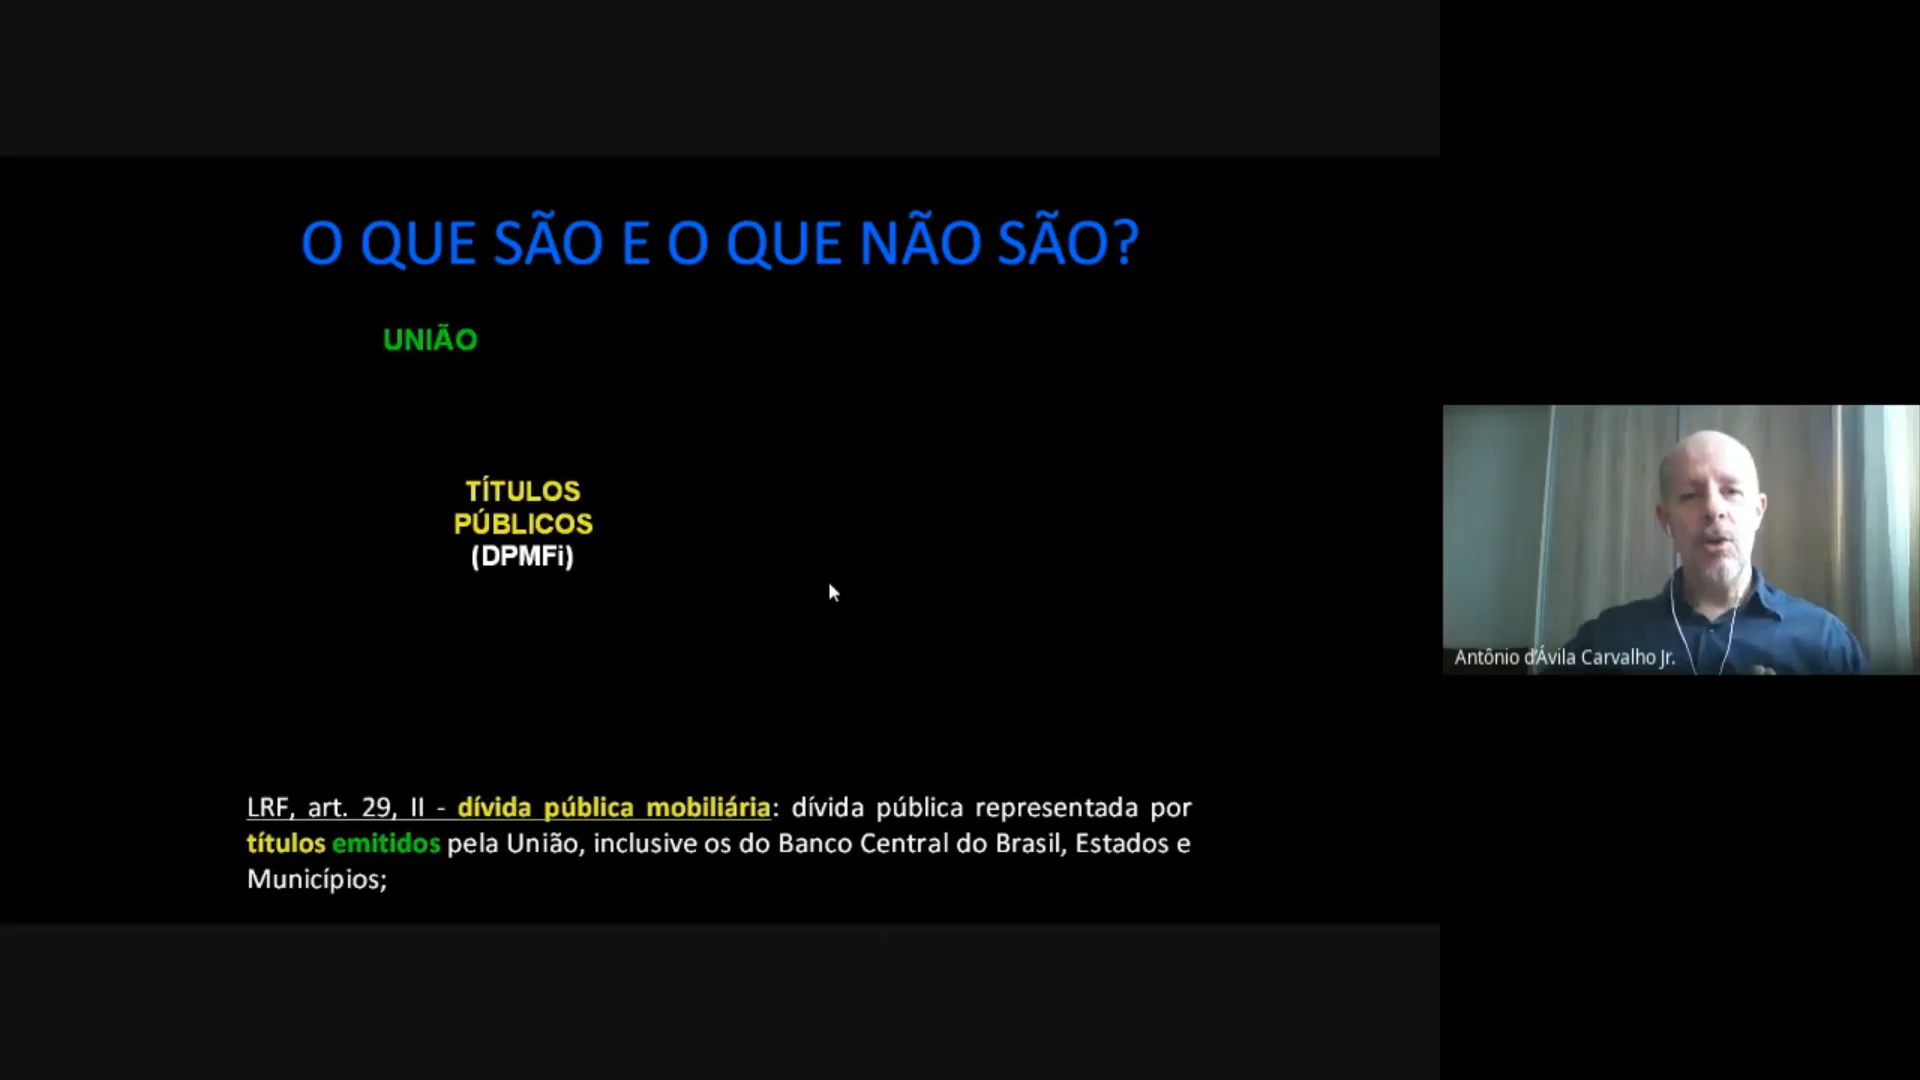 O QUE SÃO E O QUE NÃO SÃO?
UNIÃO
TÍTULOS
PÚBLICOS
(DPMFi)
Antônio d'Ávila Carvalho Jr.
LRF, art. 29, II - dívida pública mobiliária: dívida pública representada por
títulos emitidos pela União, inclusive os do Banco Central do Brasil, Estados e
Municípios;